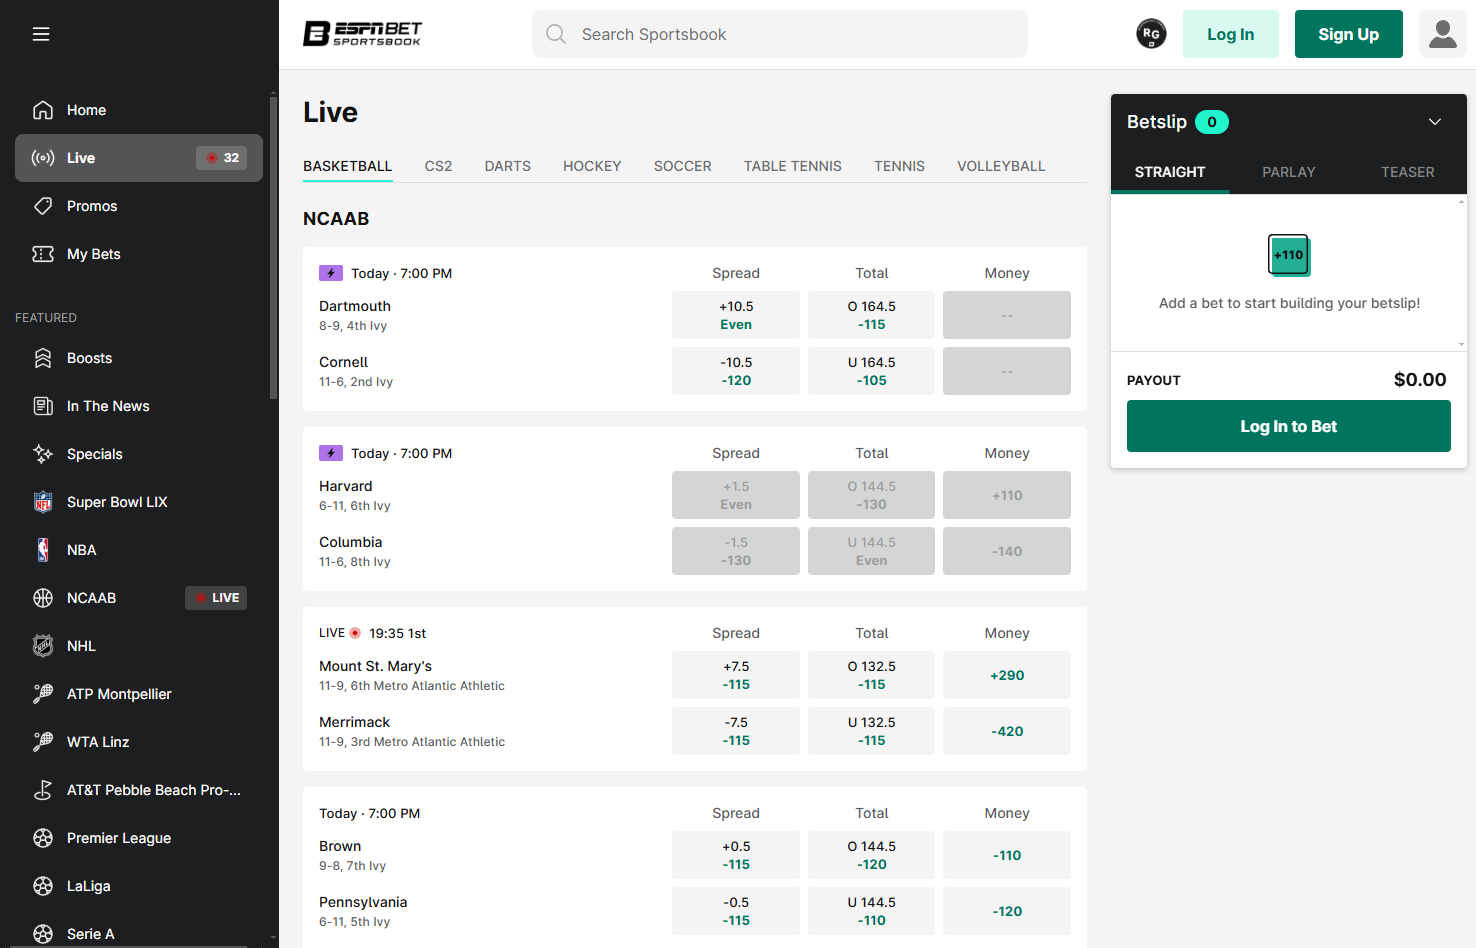 ESPN BET
SPORTSBOOK
Search Sportsbook
RG
Log In
Sign Up
Home
Live
32
Promos
My Bets
FEATURED
Boosts
In The News
Specials
NFL
Super Bowl LIX
NBA
NCAAB
LIVE
NHL
ATP Montpellier
WTA Linz
AT&T Pebble Beach Pro-...
Premier League
LaLiga
Serie A
Live
BASKETBALL CS2 DARTS HOCKEY SOCCER TABLE TENNIS TENNIS VOLLEYBALL
NCAAB
Today · 7:00 PM Spread Total Money
Dartmouth
8-9, 4th Ivy
+10.5
Even
O 164.5
-115
--
Cornell
11-6, 2nd Ivy
-10.5
-120
U 164.5
-105
--
Today · 7:00 PM Spread Total Money
Harvard
6-11, 6th Ivy
+1.5
Even
O 144.5
-130
+110
Columbia
11-6, 8th Ivy
-1.5
-130
U 144.5
Even
-140
LIVE 19:35 1st Spread Total Money
Mount St. Mary's
11-9, 6th Metro Atlantic Athletic
+7.5
-115
O 132.5
-115
+290
Merrimack
11-9, 3rd Metro Atlantic Athletic
-7.5
-115
U 132.5
-115
-420
Today · 7:00 PM Spread Total Money
Brown
9-8, 7th Ivy
+0.5
-115
O 144.5
-120
-110
Pennsylvania
6-11, 5th Ivy
-0.5
-115
U 144.5
-110
-120
Betslip 0
STRAIGHT PARLAY TEASER
+110
Add a bet to start building your betslip!
PAYOUT $0.00
Log In to Bet